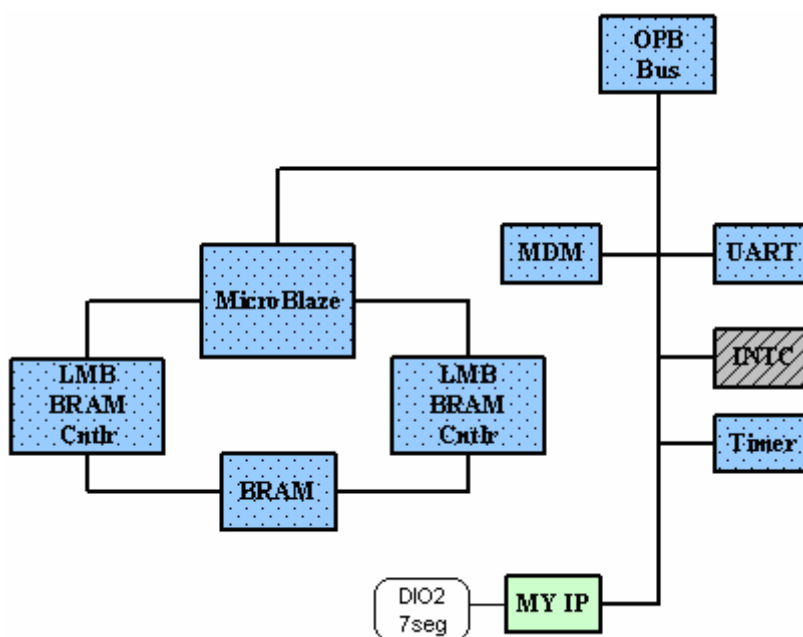 OPB
Bus
MDM
UART
MicroBlaze
INTC
LMB
BRAM
Cntlr
LMB
BRAM
Cntlr
Timer
BRAM
DIO2
7seg
MY IP